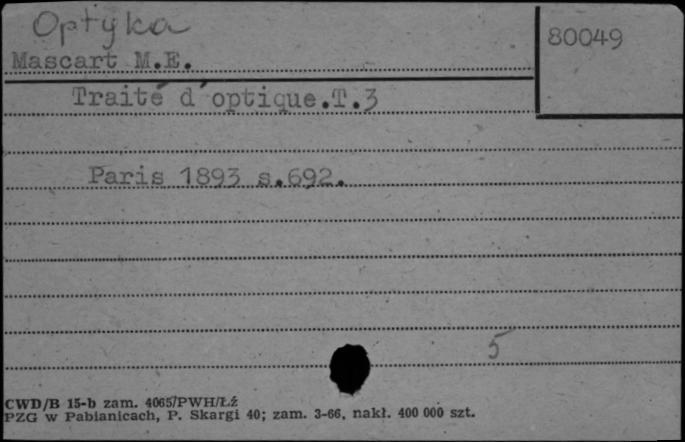 Optyka
80049
Mascart M.E.
Traité d'optique.T.3
Paris 1893 s.692.
5
CWD/B 15-b zam. 4065/PWH/Łź
PZG w Pabianicach, P. Skargi 40; zam. 3-66, nakł. 400 000 szt.